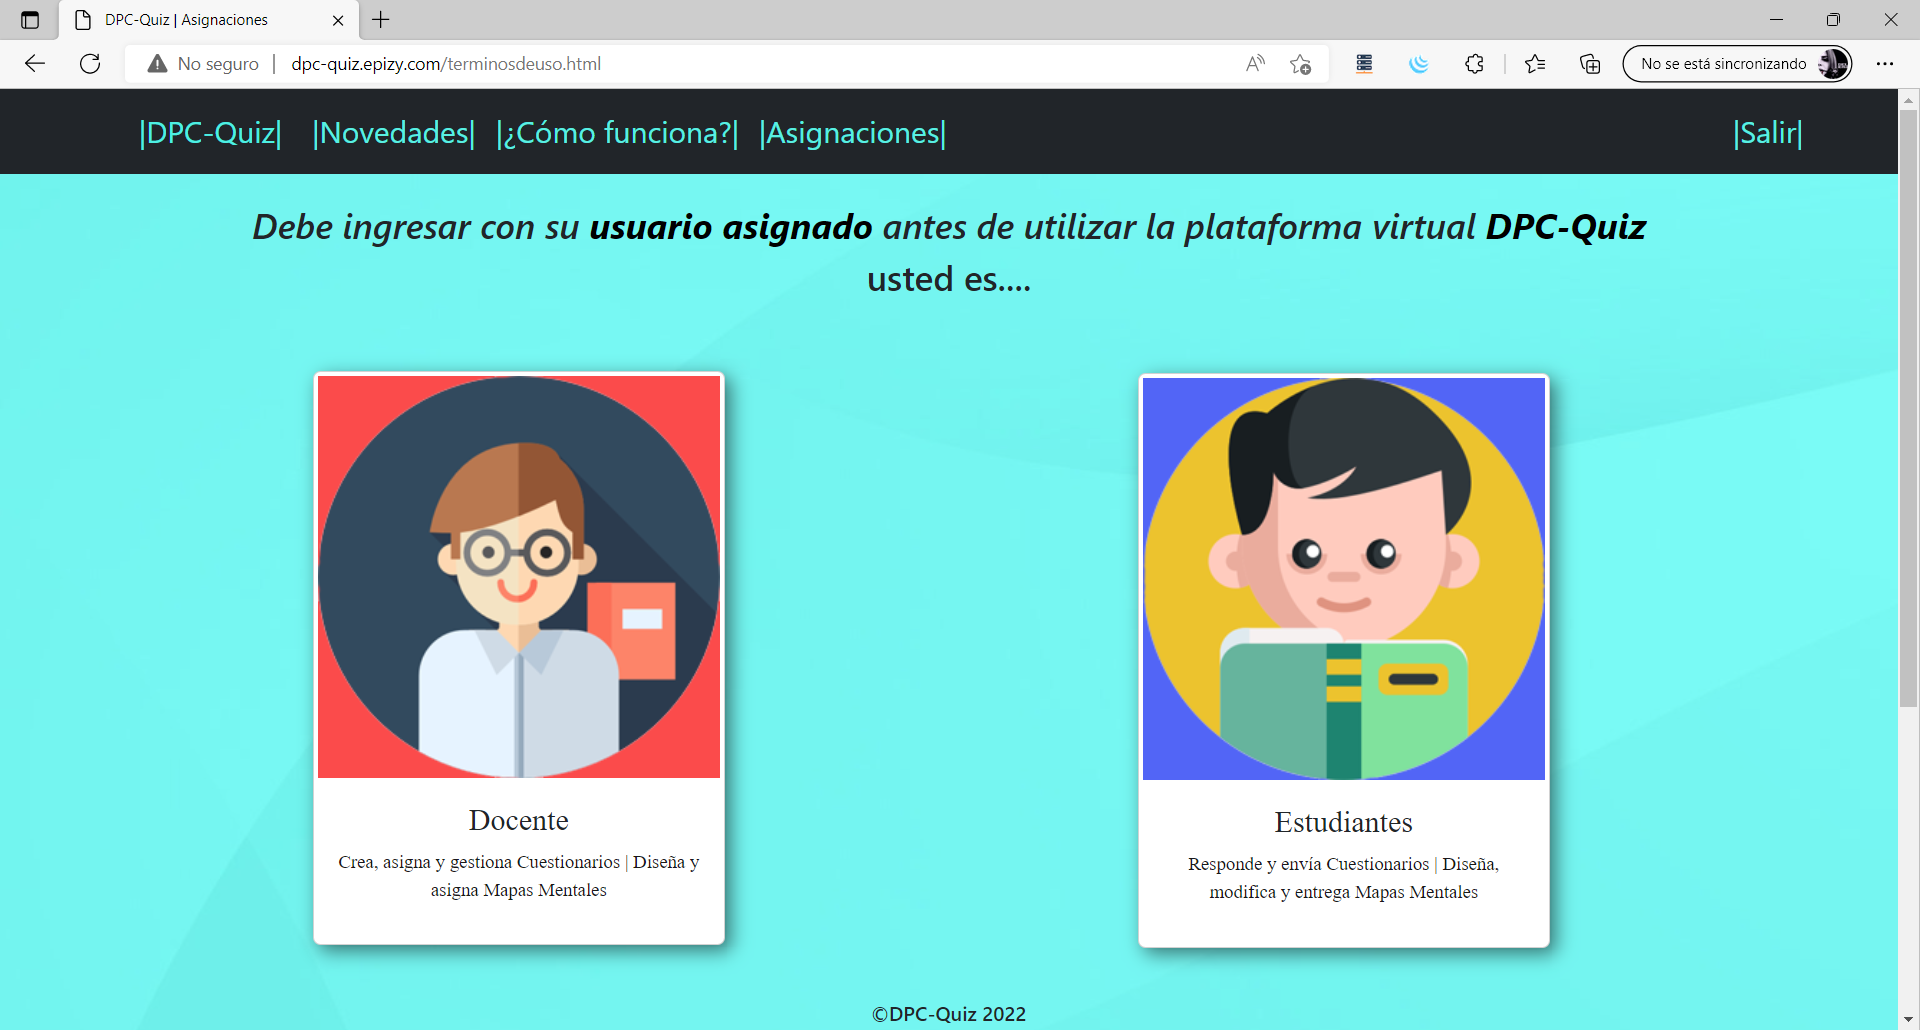 DPC-Quiz | Asignaciones
No seguro | dpc-quiz.epizy.com/terminosdeuso.html
No se está sincronizando
|DPC-Quiz| |Novedades| |¿Cómo funciona?| |Asignaciones| |Salir|
Debe ingresar con su usuario asignado antes de utilizar la plataforma virtual DPC-Quiz
usted es....
Docente
Crea, asigna y gestiona Cuestionarios | Diseña y
asigna Mapas Mentales
Estudiantes
Responde y envía Cuestionarios | Diseña,
modifica y entrega Mapas Mentales
©DPC-Quiz 2022